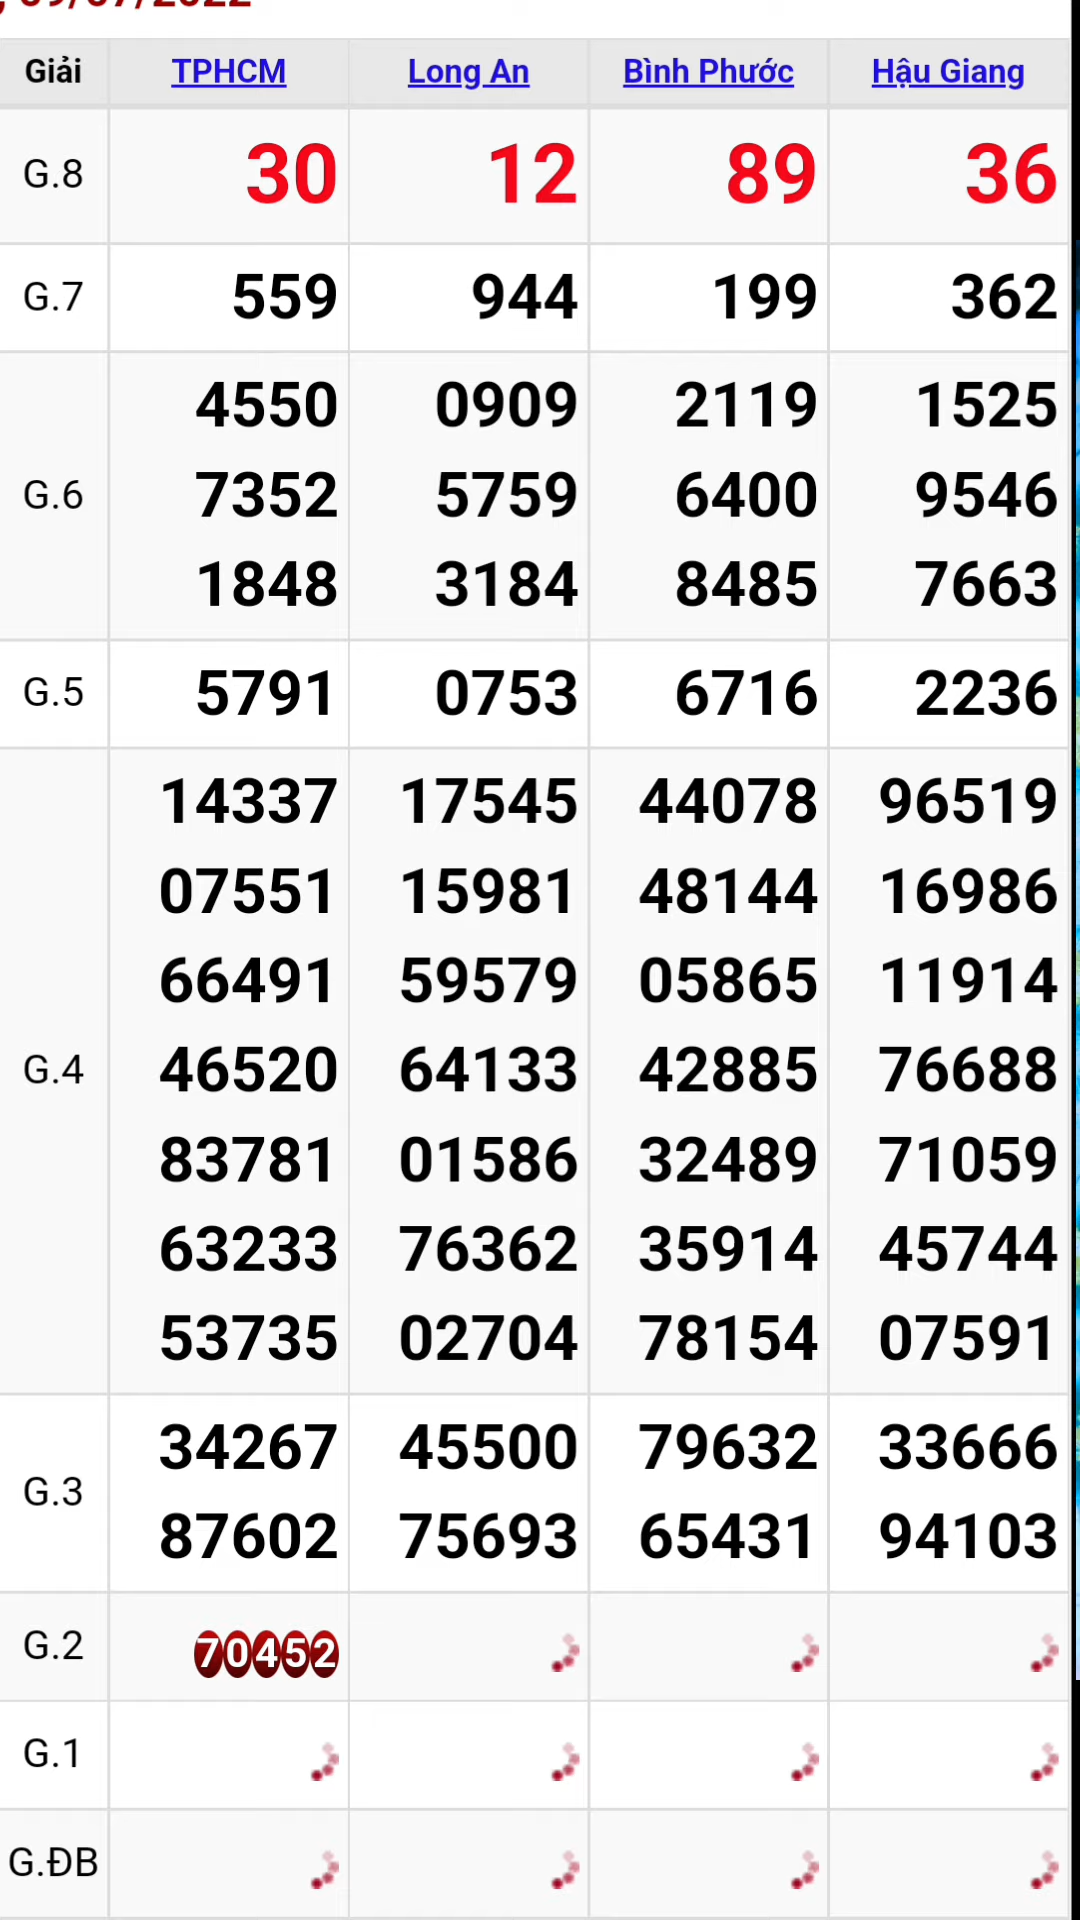 , 09/07/2022
Giải TPHCM Long An Bình Phước Hậu Giang
G.8 30 12 89 36
G.7 559 944 199 362
4550 0909 2119 1525
G.6 7352 5759 6400 9546
1848 3184 8485 7663
G.5 5791 0753 6716 2236
14337 17545 44078 96519
07551 15981 48144 16986
66491 59579 05865 11914
G.4 46520 64133 42885 76688
83781 01586 32489 71059
63233 76362 35914 45744
53735 02704 78154 07591
34267 45500 79632 33666
G.3
87602 75693 65431 94103
G.2 70452
G.1
G.ĐB